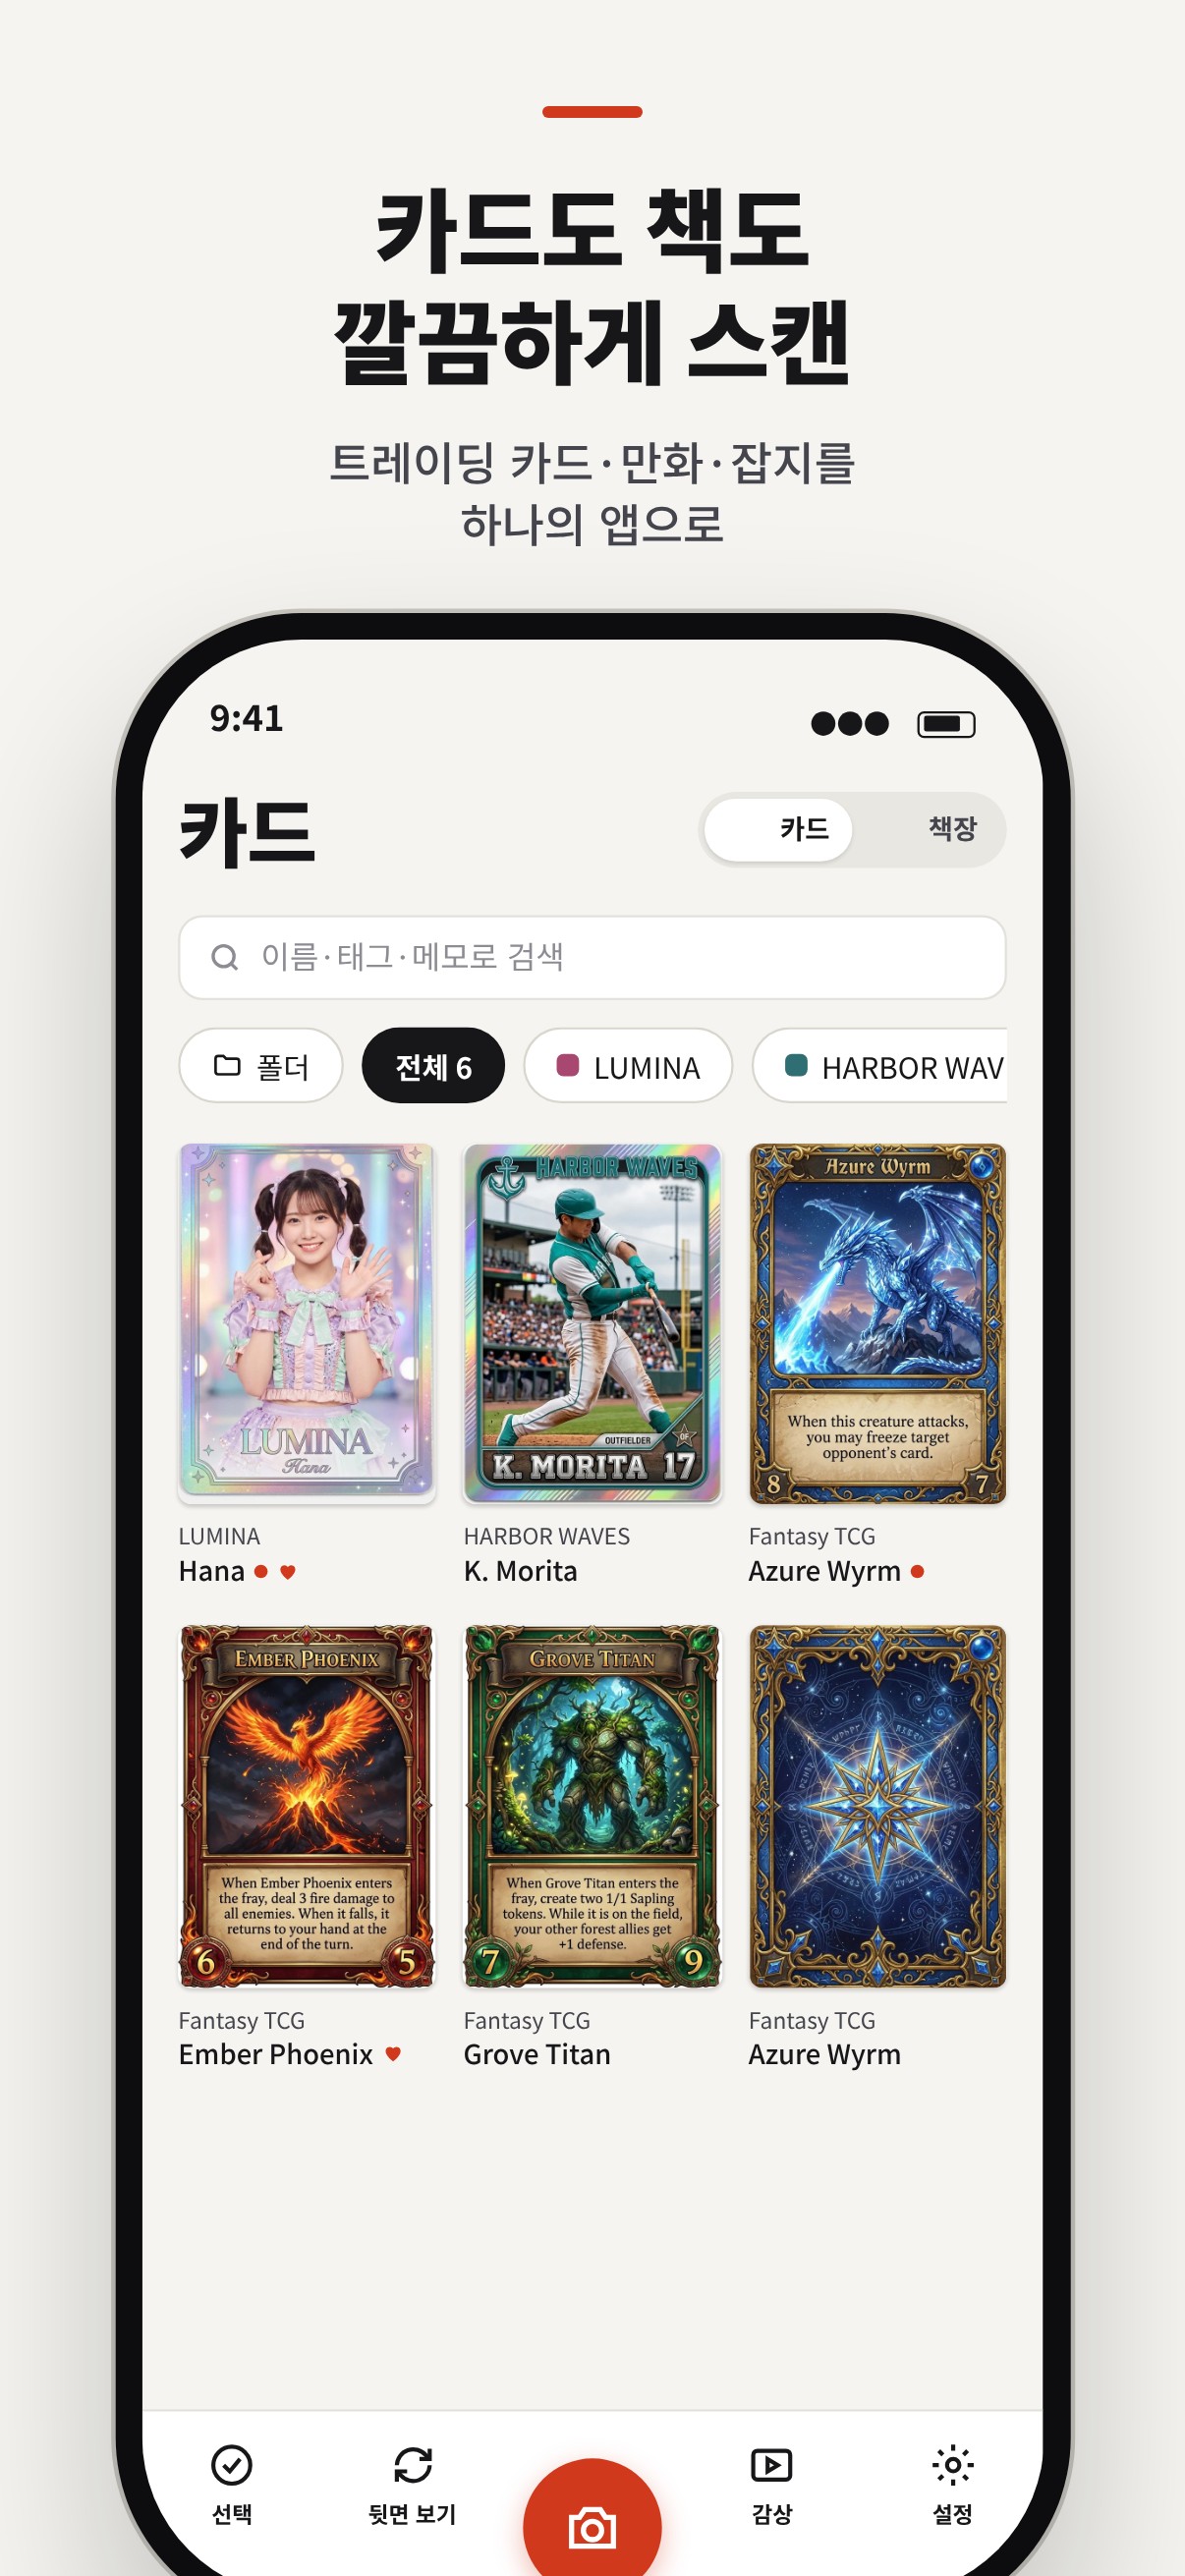 카드도 책도
깔끔하게 스캔
트레이딩 카드·만화·잡지를
하나의 앱으로
9:41
카드
카드
책장
이름·태그·메모로 검색
폴더
전체 6
LUMINA
HARBOR WAV
LUMINA
Hana
HARBOR WAVES
OUTFIELDER
OF
K. MORITA 17
Azure Wyrm
When this creature attacks,
you may freeze target
opponent's card.
8
7
LUMINA
Hana
HARBOR WAVES
K. Morita
Fantasy TCG
Azure Wyrm
EMBER PHOENIX
When Ember Phoenix enters
the fray, deal 3 fire damage to
all enemies. When it falls, it
returns to your hand at the
end of the turn.
6
5
GROVE TITAN
When Grove Titan enters the
fray, create two 1/1 Sapling
tokens. While it is on the field,
your other forest allies get
+1 defense.
7
9
Fantasy TCG
Ember Phoenix
Fantasy TCG
Grove Titan
Fantasy TCG
Azure Wyrm
선택
뒷면 보기
감상
설정